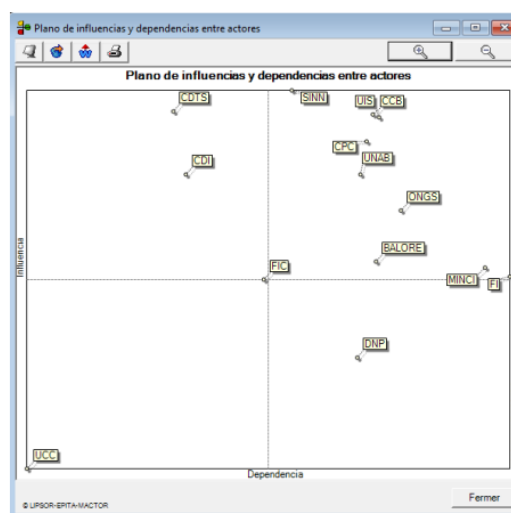 Plano de influencias y dependencias entre actores
Plano de influencias y dependencias entre actores
CDTS
SINN
UIS
CCB
CPC
CDI
UNAB
ONGS
BALORE
FIC
MINCI
FI
DNP
UCC
Influencia
Dependencia
© LIPSOR-EPITA-MACTOR
Fermer